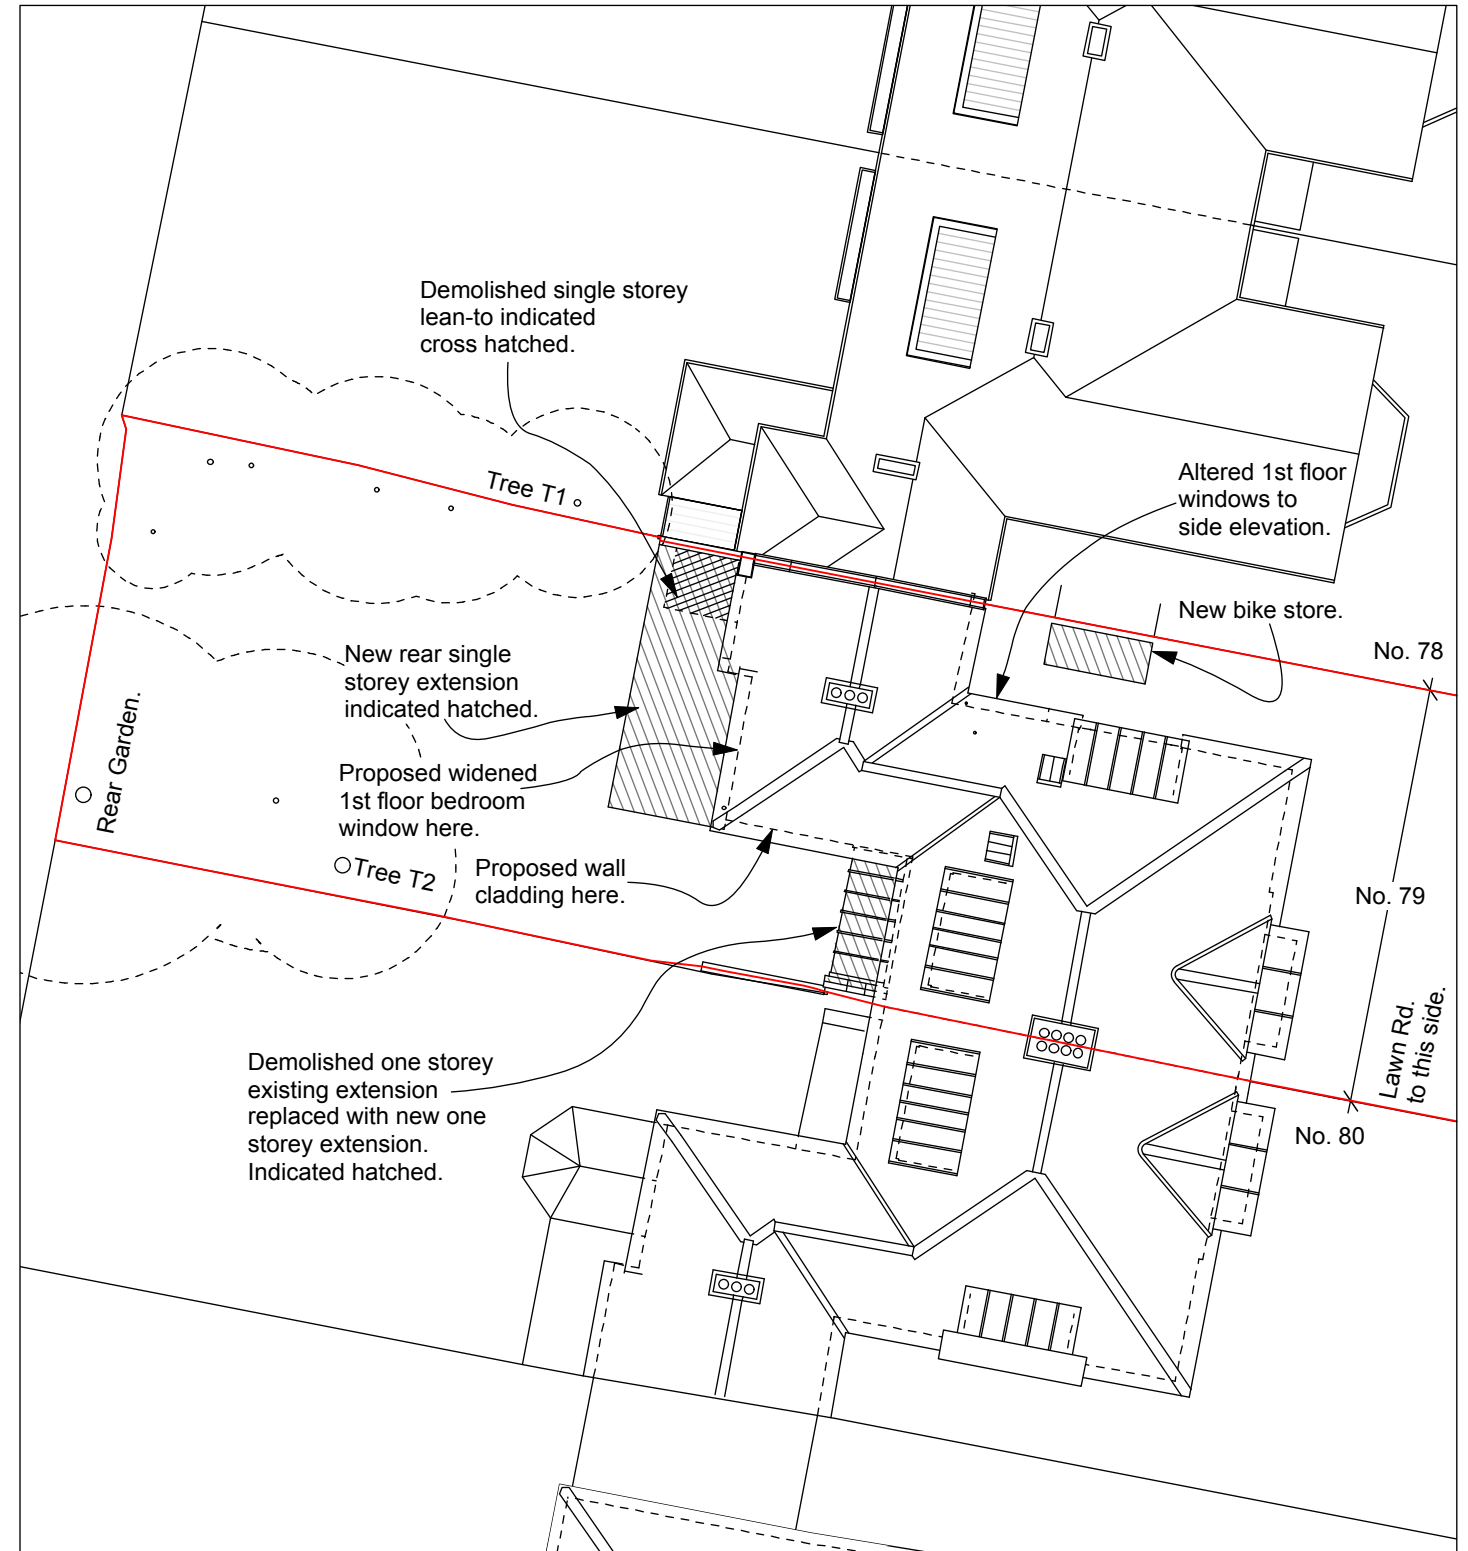 Demolished single storey
lean-to indicated
cross hatched.
Altered 1st floor
windows to
side elevation.
Tree T1
New bike store.
No. 78
New rear single
storey extension
indicated hatched.
Rear Garden.
Proposed widened
1st floor bedroom
window here.
Tree T2
Proposed wall
cladding here.
No. 79
Lawn Rd.
to this side.
Demolished one storey
existing extension
replaced with new one
storey extension.
Indicated hatched.
No. 80